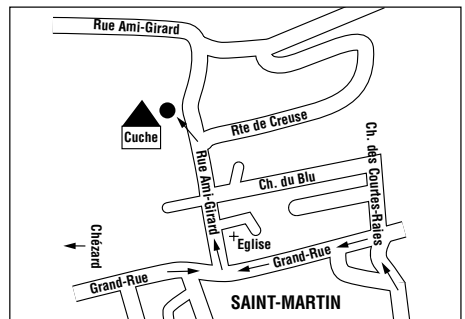 Rue Ami-Girard
Cuche
Rte de Creuse
Rue Ami-Girard
Ch. du Blu
Ch. des Courtes-Raies
Chézard
Eglise
Grand-Rue
Grand-Rue
SAINT-MARTIN